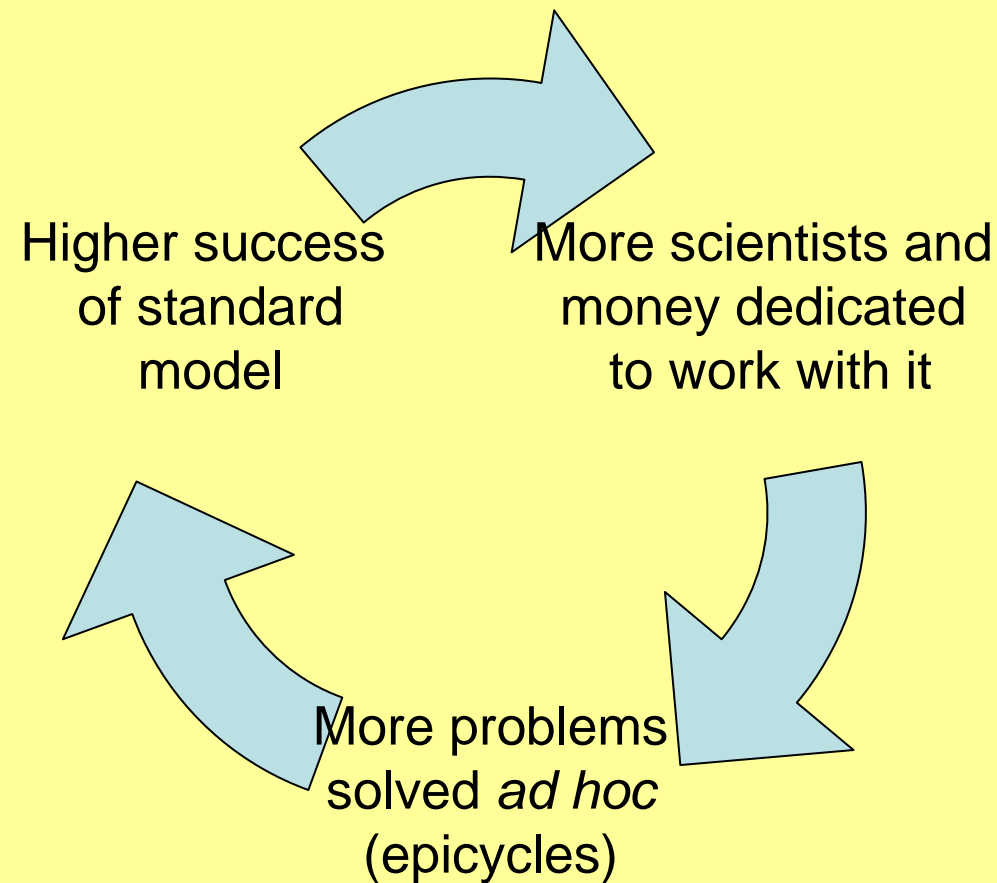 Higher success
of standard
model
More scientists and
money dedicated
to work with it
More problems
solved ad hoc
(epicycles)